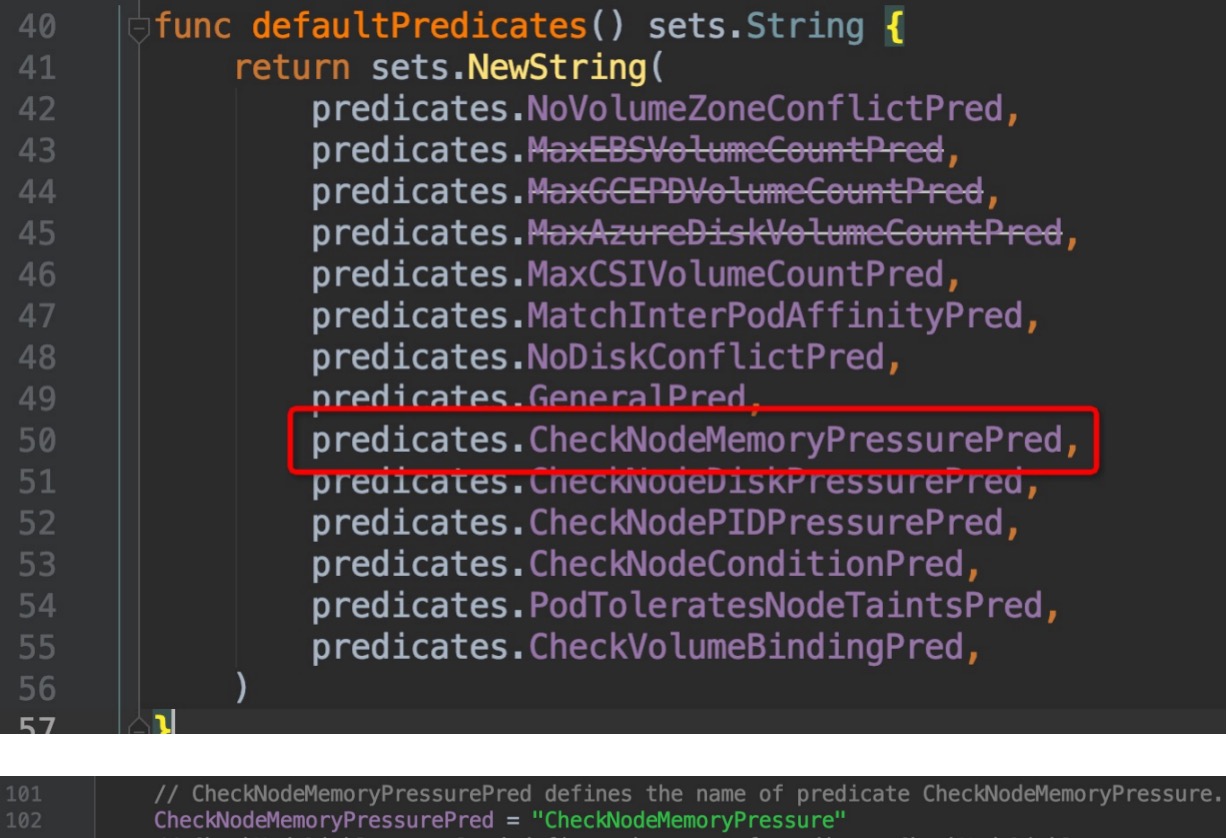 40 func defaultPredicates() sets.String {
41 return sets.NewString(
42 predicates.NoVolumeZoneConflictPred,
43 predicates.MaxEBSVolumeCountPred,
44 predicates.MaxGCEPDVolumeCountPred,
45 predicates.MaxAzureDiskVolumeCountPred,
46 predicates.MaxCSIVolumeCountPred,
47 predicates.MatchInterPodAffinityPred,
48 predicates.NoDiskConflictPred,
49 predicates.GeneralPred,
50 predicates.CheckNodeMemoryPressurePred,
51 predicates.CheckNodeDiskPressurePred,
52 predicates.CheckNodePIDPressurePred,
53 predicates.CheckNodeConditionPred,
54 predicates.PodToleratesNodeTaintsPred,
55 predicates.CheckVolumeBindingPred,
56 )
57 }
101 // CheckNodeMemoryPressurePred defines the name of predicate CheckNodeMemoryPressure.
102 CheckNodeMemoryPressurePred = "CheckNodeMemoryPressure"